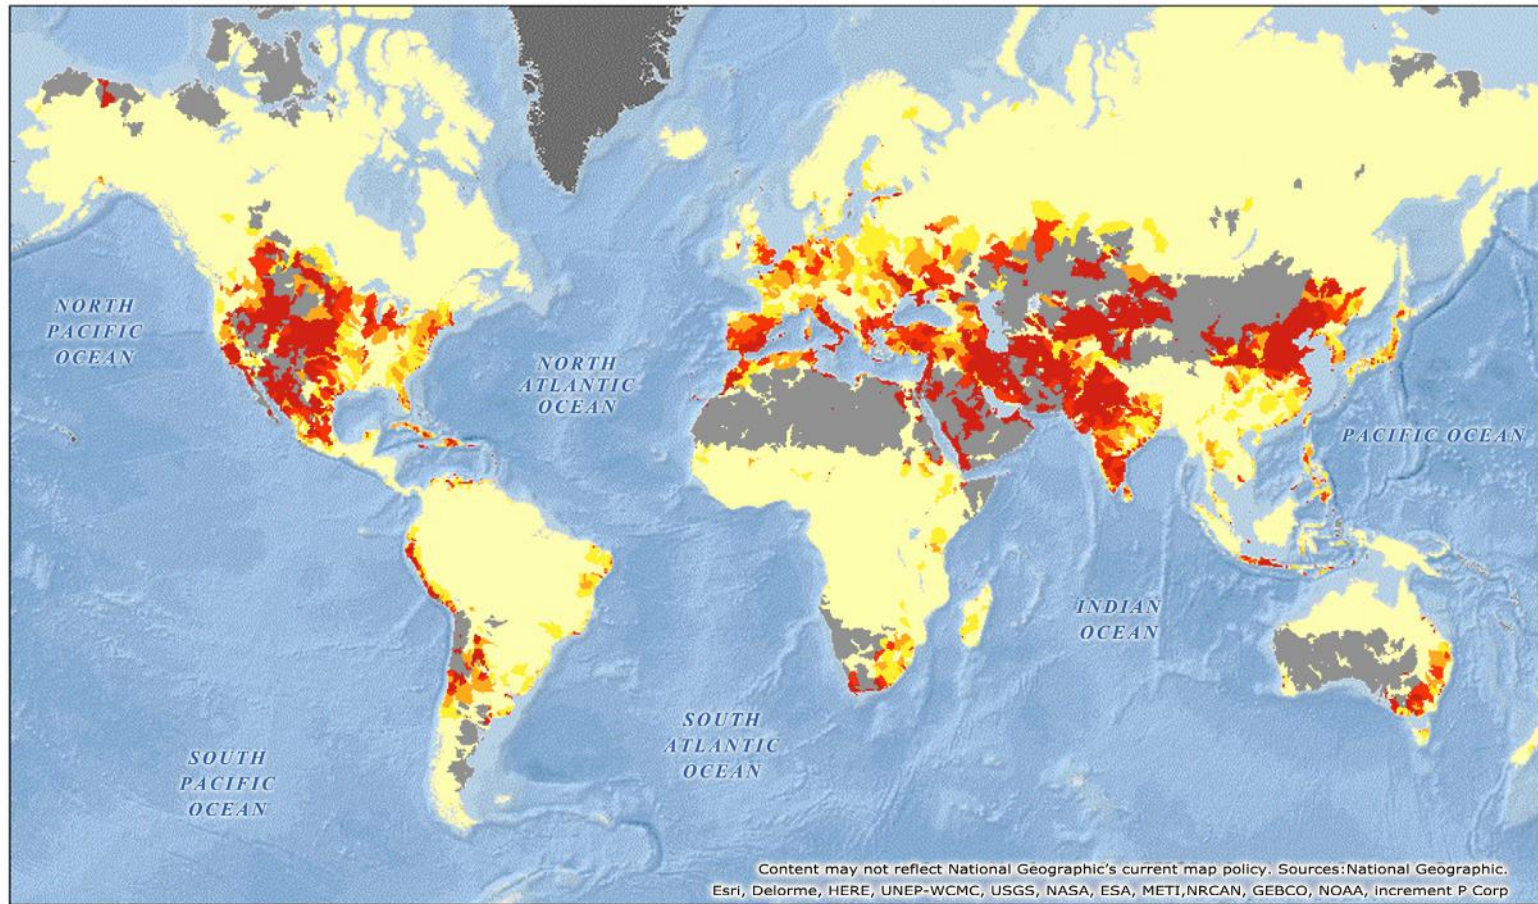 NORTH
PACIFIC
OCEAN
NORTH
ATLANTIC
OCEAN
PACIFIC OCEAN
INDIAN
OCEAN
SOUTH
ATLANTIC
OCEAN
SOUTH
PACIFIC
OCEAN
Content may not reflect National Geographic's current map policy. Sources:National Geographic.
Esri, Delorme, HERE, UNEP-WCMC, USGS, NASA, ESA, METI,NRCAN, GEBCO, NOAA, increment P Corp